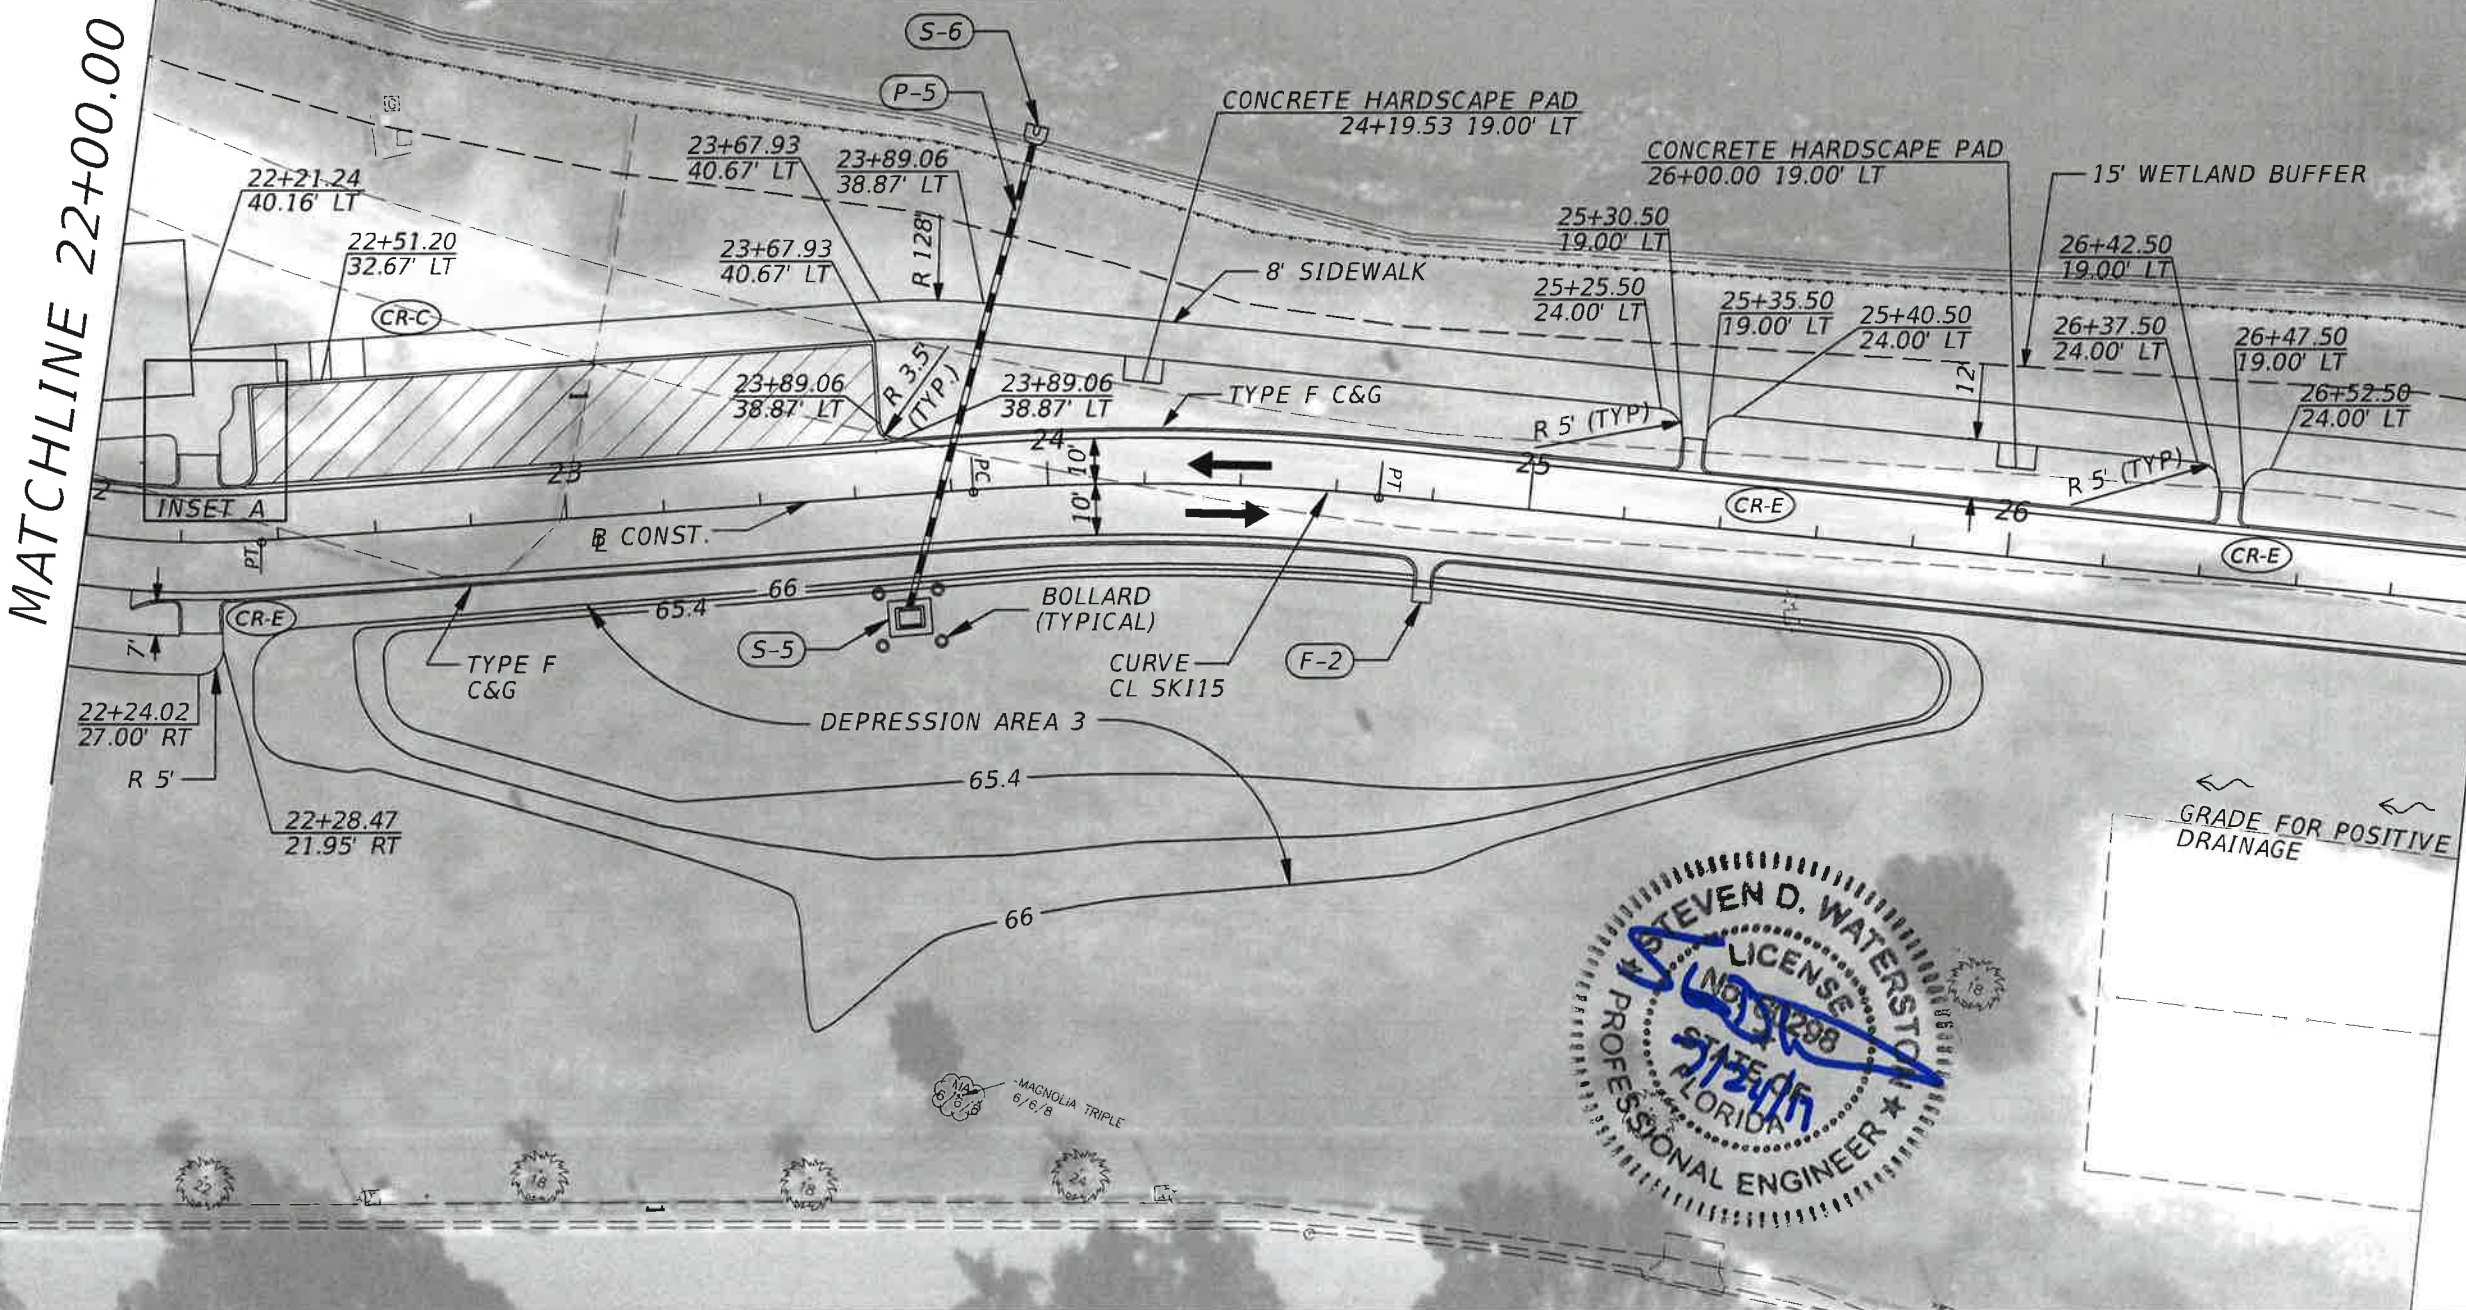 MATCHLINE 22+00.00
S-6
P-5
CONCRETE HARDSCAPE PAD
24+19.53 19.00' LT
CONCRETE HARDSCAPE PAD
26+00.00 19.00' LT
15' WETLAND BUFFER
22+21.24
40.16' LT
22+51.20
32.67' LT
23+67.93
40.67' LT
23+89.06
38.87' LT
23+67.93
40.67' LT
R 128'
8' SIDEWALK
25+30.50
19.00' LT
25+25.50
24.00' LT
25+35.50
19.00' LT
25+40.50
24.00' LT
26+42.50
19.00' LT
26+37.50
24.00' LT
26+47.50
19.00' LT
26+52.50
24.00' LT
12'
CR-C
R 3.5'
(TYP.)
23+89.06
38.87' LT
23+89.06
38.87' LT
TYPE F C&G
R 5' (TYP)
R 5' (TYP)
2
23
24
25
26
INSET A
PT
PC
PT
10'
10'
℄ CONST.
CR-E
CR-E
CR-E
7'
66
65.4
S-5
BOLLARD
(TYPICAL)
TYPE F
C&G
CURVE
CL SKI15
F-2
22+24.02
27.00' RT
R 5'
22+28.47
21.95' RT
DEPRESSION AREA 3
65.4
66
GRADE FOR POSITIVE
DRAINAGE
STEVEN D. WATERSTON
LICENSE
STATE OF
FLORIDA
PROFESSIONAL ENGINEER
7/24/17
18
-MAGNOLIA TRIPLE
6/6/8
22
18
18
24